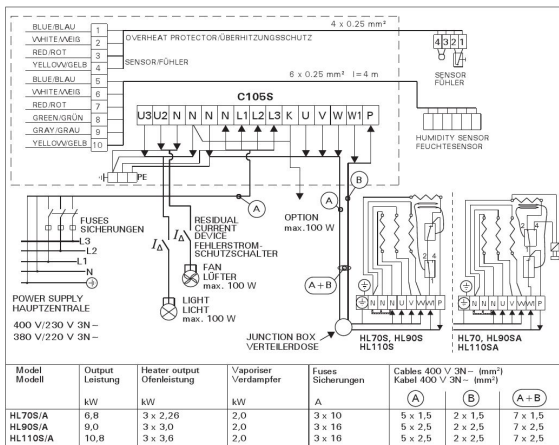 BLUE/BLAU 1
WHITE/WEIG 2
RED/ROT 3
YELLOW/GELB 4
BLUE/BLAU 5
WHITE/WEIG 6
RED/ROT 7
GREEN/GRÜN 8
GRAY/GRAU 9
YELLOW/GELB 10
OVERHEAT PROTECTOR/ÜBERHITZUNGSSCHUTZ
SENSOR/FÜHLER
4 x 0.25 mm²
4 3 2 1
SENSOR
FÜHLER
6 x 0.25 mm² l=4 m
HUMIDITY SENSOR
FEUCHTESENSOR
C105S
U3 U2 N N N N L1 L2 L3 K U V W W1 P
PE
FUSES
SICHERUNGEN
L3
L2
L1
N
POWER SUPPLY
HAUPTZENTRALE
400 V/230 V 3N~
380 V/220 V 3N~
I∆
I∆
RESIDUAL
CURRENT
DEVICE
FEHLERSTROM-
SCHUTZSCHALTER
FAN
LÜFTER
max. 100 W
LIGHT
LICHT
max. 100 W
A
OPTION
max. 100 W
B
A
A+B
JUNCTION BOX
VERTEILERDOSE
2 4
N N N U V W W1 P
HL70S, HL90S
HL110S
2 4
N N N U V W W1 P
HL70, HL90SA
HL110SA
Model Output Heater output Vaporiser Fuses Cables 400 V 3N~ (mm²)
Modell Leistung Ofenleistung Verdampfer Sicherungen Kabel 400 V 3N~ (mm²)
kW kW kW A A B A+B
HL70S/A 6,8 3 x 2,26 2,0 3 x 10 5 x 1,5 2 x 1,5 7 x 1,5
HL90S/A 9,0 3 x 3,0 2,0 3 x 16 5 x 2,5 2 x 2,5 7 x 2,5
HL110S/A 10,8 3 x 3,6 2,0 3 x 16 5 x 2,5 2 x 2,5 7 x 2,5